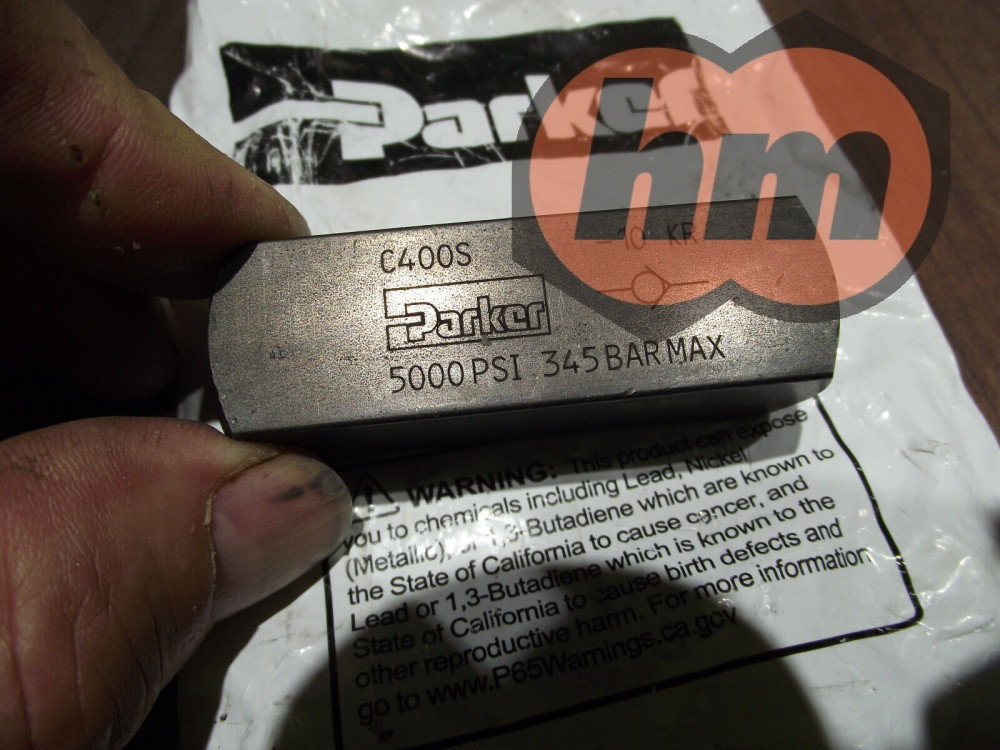 Parker
hm
C400S -10 KR
Parker
5000 PSI 345 BAR MAX
WARNING: This product can expose
you to chemicals including Lead, Nickel
(Metallic), or 1,3-Butadiene which are known to
the State of California to cause cancer, and
Lead or 1,3-Butadiene which is known to the
State of California to cause birth defects and
other reproductive harm. For more information
go to www.P65Warnings.ca.gov